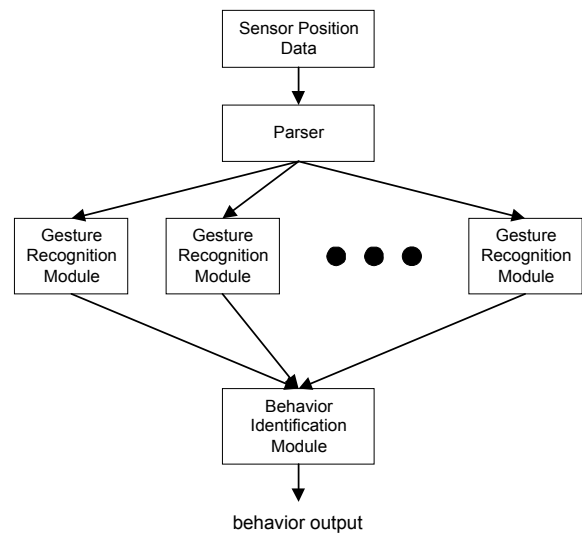 Sensor Position
Data
Parser
Gesture
Recognition
Module
Gesture
Recognition
Module
Gesture
Recognition
Module
Behavior
Identification
Module
behavior output